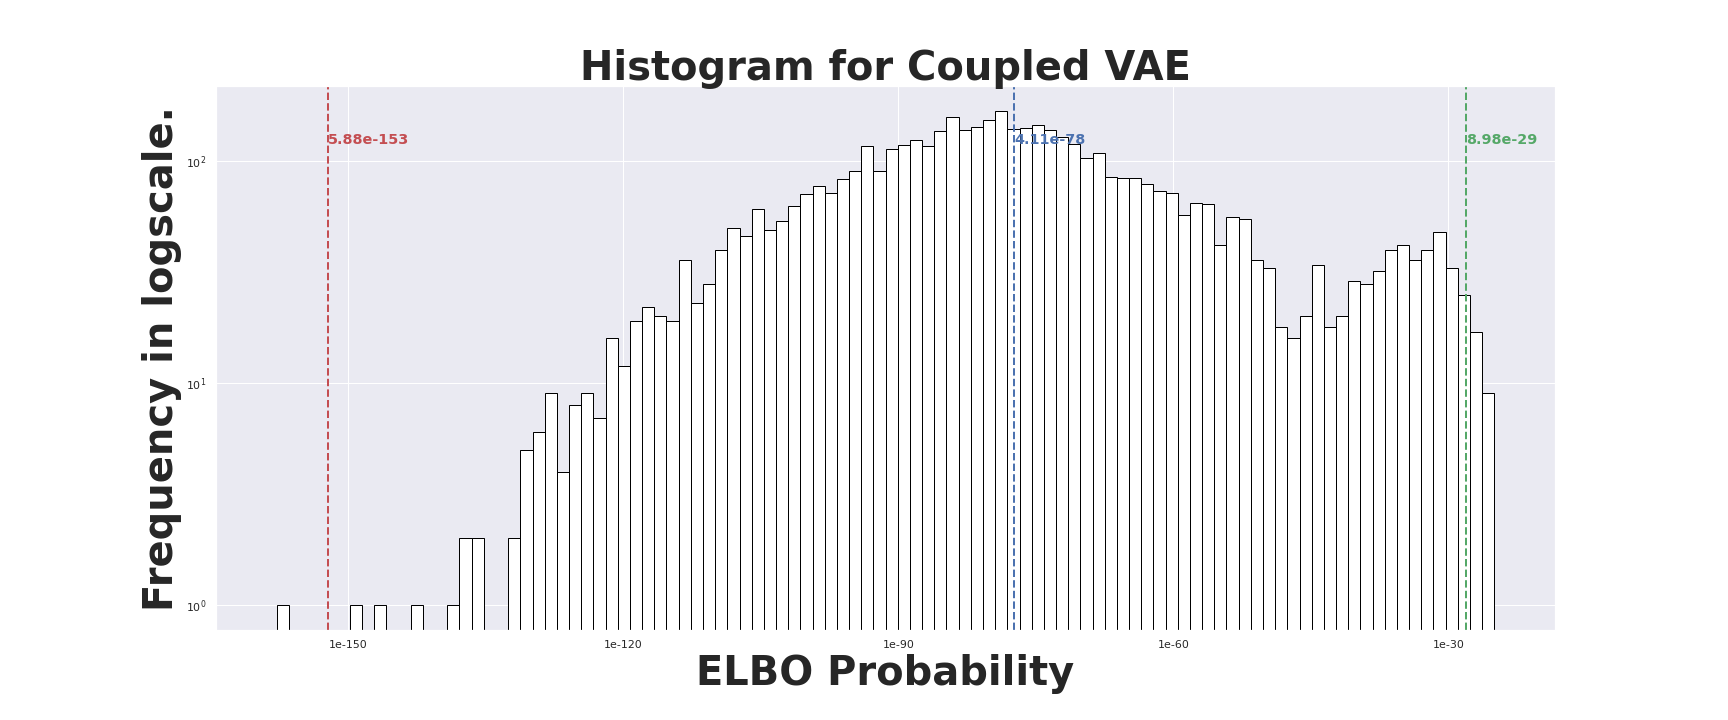 Histogram for Coupled VAE
Frequency in logscale.
10²
10¹
10⁰
5.88e-153
4.11e-78
8.98e-29
1e-150
1e-120
1e-90
1e-60
1e-30
ELBO Probability